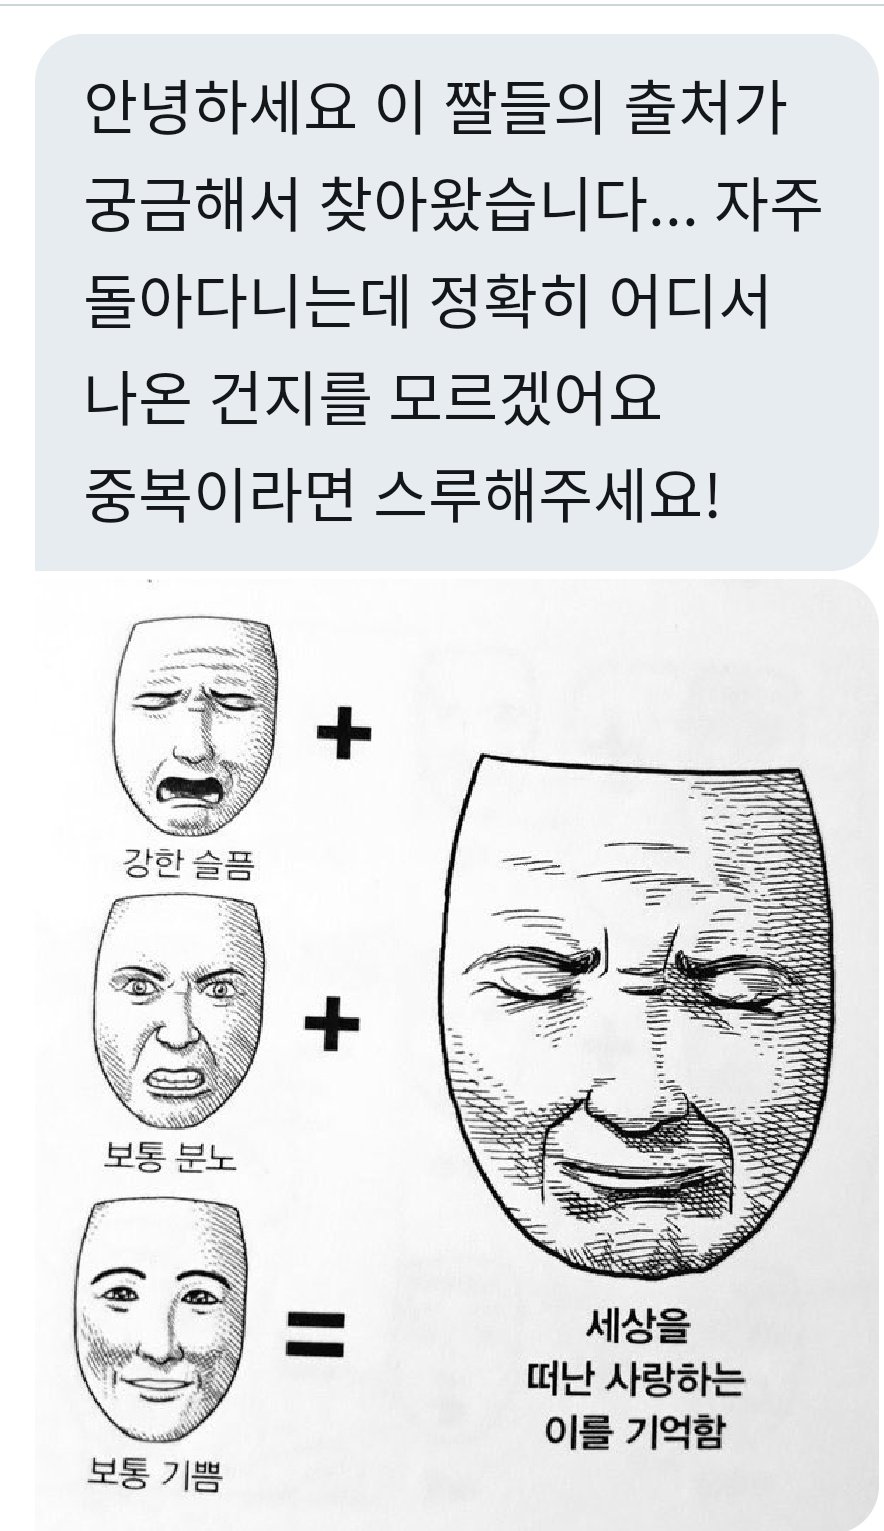 안녕하세요 이 짤들의 출처가
궁금해서 찾아왔습니다... 자주
돌아다니는데 정확히 어디서
나온 건지를 모르겠어요
중복이라면 스루해주세요!
+
강한 슬픔
+
보통 분노
=
보통 기쁨
세상을
떠난 사랑하는
이를 기억함